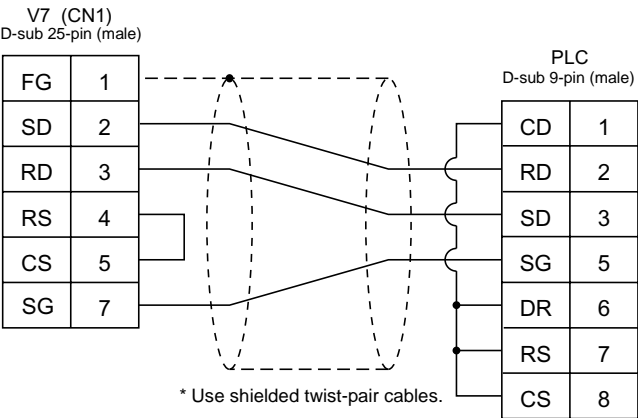 V7 (CN1)
D-sub 25-pin (male)
FG 1
SD 2
RD 3
RS 4
CS 5
SG 7
PLC
D-sub 9-pin (male)
CD 1
RD 2
SD 3
SG 5
DR 6
RS 7
CS 8
* Use shielded twist-pair cables.